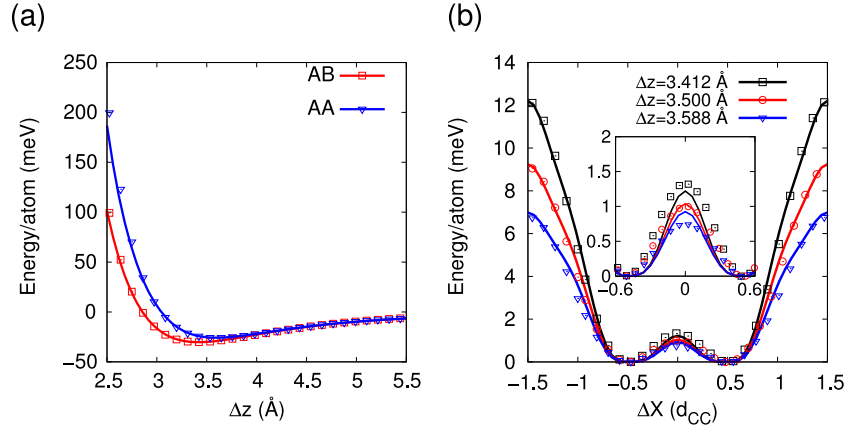 (a)
250
200
150
100
50
0
−50
2.5 3 3.5 4 4.5 5 5.5
Energy/atom (meV)
Δz (Å)
AB
AA
(b)
14
12
10
8
6
4
2
0
−1.5 −1 −0.5 0 0.5 1 1.5
Energy/atom (meV)
ΔX (dCC)
Δz=3.412 Å
Δz=3.500 Å
Δz=3.588 Å
2
1.5
1
0.5
0
−0.6 0 0.6